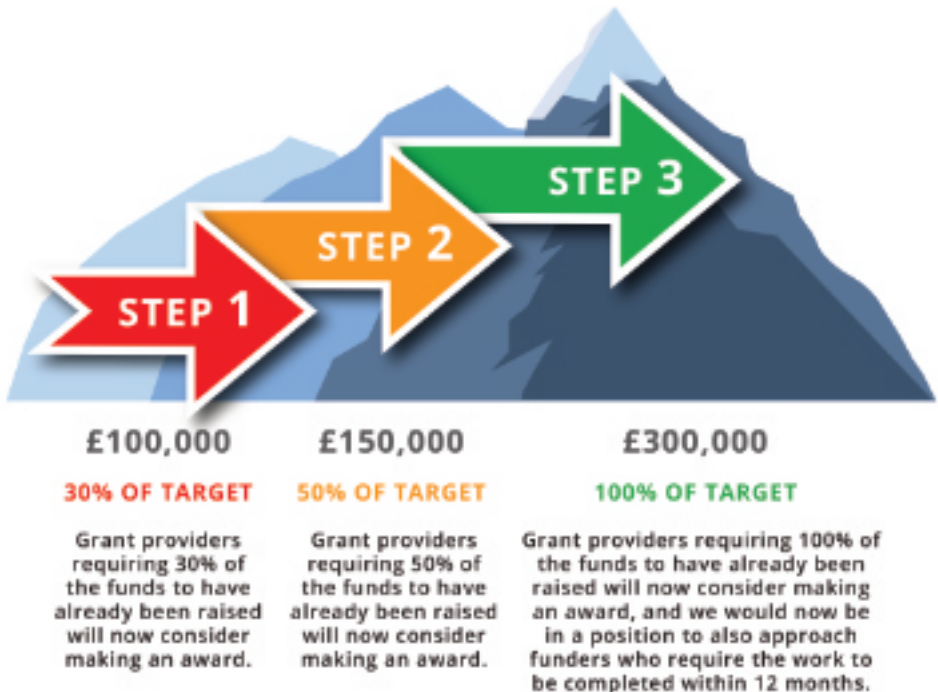 STEP 1
STEP 2
STEP 3
£100,000
30% OF TARGET
Grant providers
requiring 30% of
the funds to have
already been raised
will now consider
making an award.
£150,000
50% OF TARGET
Grant providers
requiring 50% of
the funds to have
already been raised
will now consider
making an award.
£300,000
100% OF TARGET
Grant providers requiring 100% of
the funds to have already been
raised will now consider making
an award, and we would now be
in a position to also approach
funders who require the work to
be completed within 12 months.